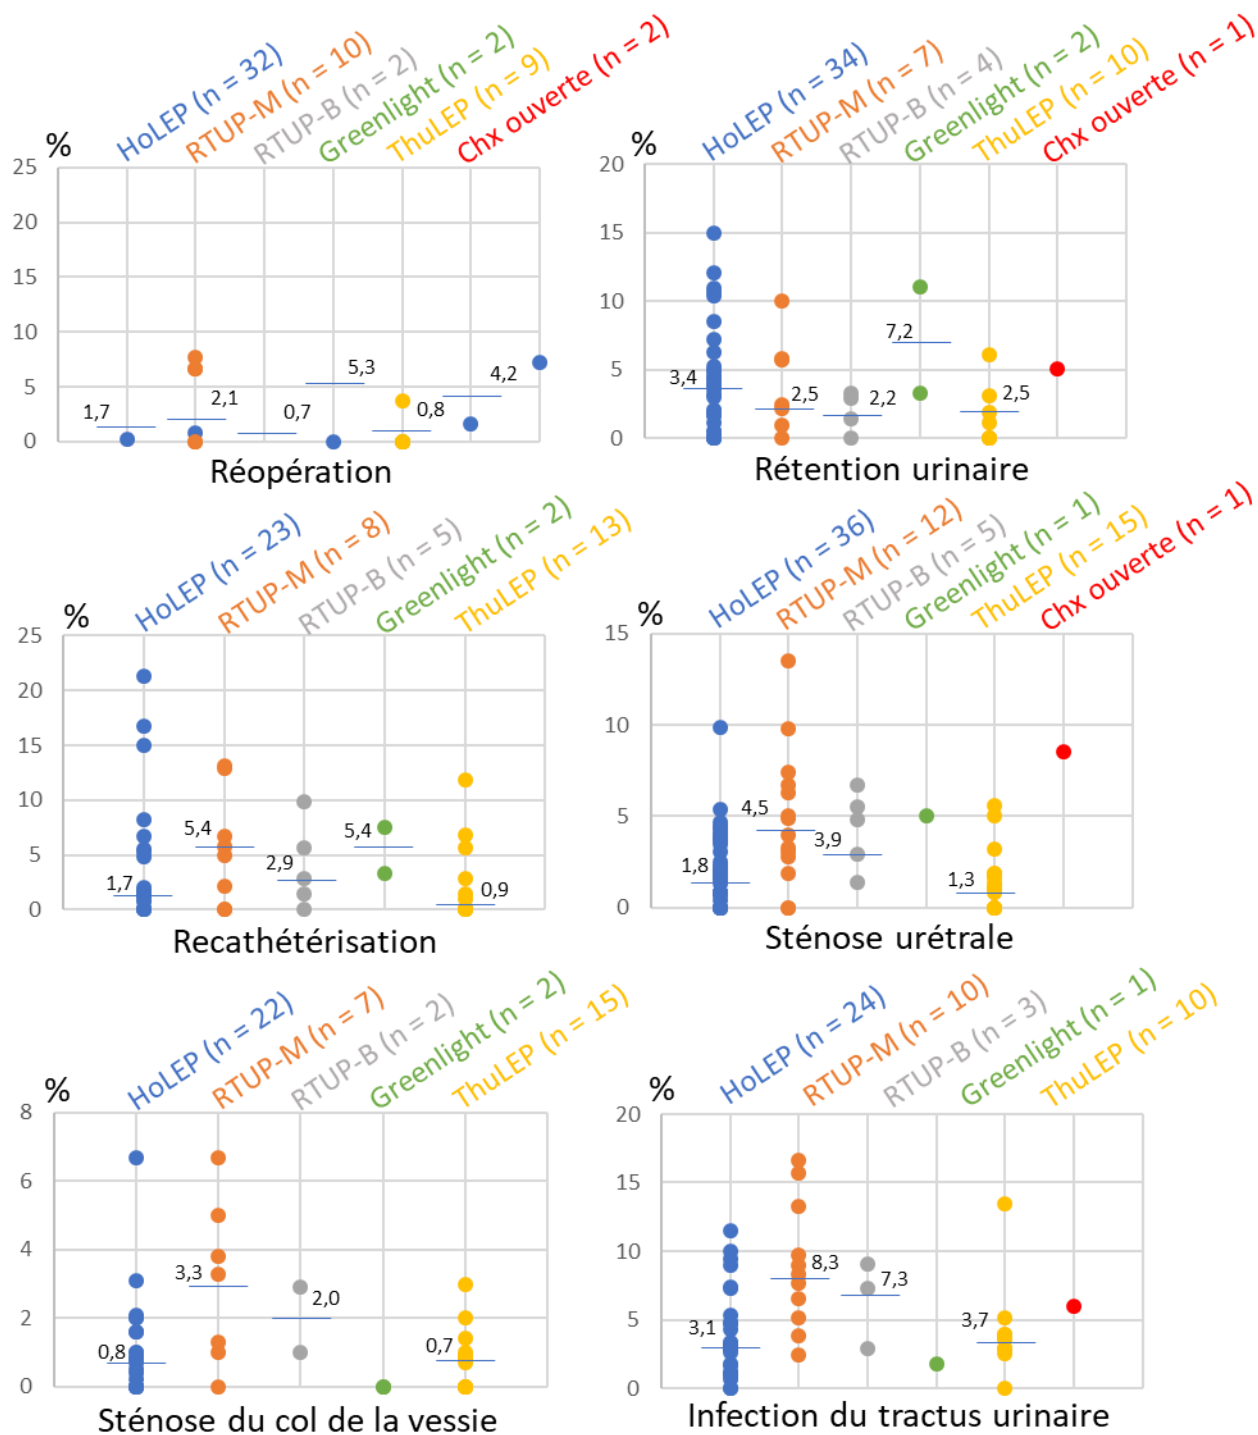 HoLEP (n = 32)
RTUP-M (n = 10)
RTUP-B (n = 2)
Greenlight (n = 2)
ThuLEP (n = 9)
Chx ouverte (n = 2)
%
25
20
15
10
5
0
1,7
2,1
0,7
5,3
0,8
4,2
Réopération
HoLEP (n = 34)
RTUP-M (n = 7)
RTUP-B (n = 4)
Greenlight (n = 2)
ThuLEP (n = 10)
Chx ouverte (n = 1)
%
20
15
10
5
0
3,4
2,5
2,2
7,2
2,5
Rétention urinaire
HoLEP (n = 23)
RTUP-M (n = 8)
RTUP-B (n = 5)
Greenlight (n = 2)
ThuLEP (n = 13)
%
25
20
15
10
5
0
1,7
5,4
2,9
5,4
0,9
Recathétérisation
HoLEP (n = 36)
RTUP-M (n = 12)
RTUP-B (n = 5)
Greenlight (n = 1)
ThuLEP (n = 15)
Chx ouverte (n = 1)
%
15
10
5
0
1,8
4,5
3,9
1,3
Sténose urétrale
HoLEP (n = 22)
RTUP-M (n = 7)
RTUP-B (n = 2)
Greenlight (n = 2)
ThuLEP (n = 15)
%
8
6
4
2
0
0,8
3,3
2,0
0,7
Sténose du col de la vessie
HoLEP (n = 24)
RTUP-M (n = 10)
RTUP-B (n = 3)
Greenlight (n = 1)
ThuLEP (n = 10)
%
20
15
10
5
0
3,1
8,3
7,3
3,7
Infection du tractus urinaire